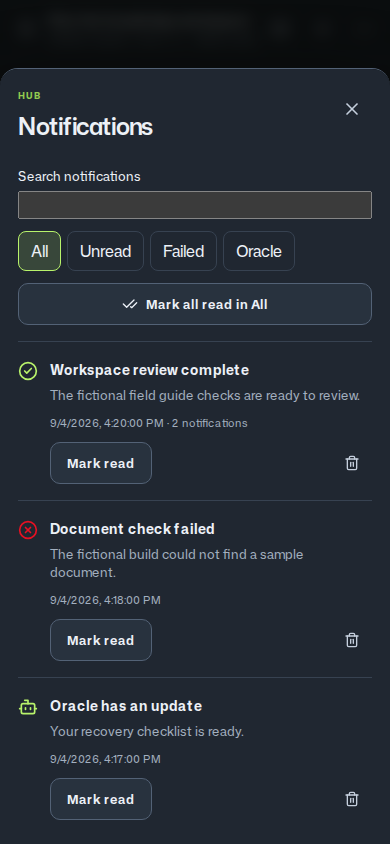 HUB
Notifications
Search notifications
All
Unread
Failed
Oracle
Mark all read in All
Workspace review complete
The fictional field guide checks are ready to review.
9/4/2026, 4:20:00 PM · 2 notifications
Mark read
Document check failed
The fictional build could not find a sample
document.
9/4/2026, 4:18:00 PM
Mark read
Oracle has an update
Your recovery checklist is ready.
9/4/2026, 4:17:00 PM
Mark read